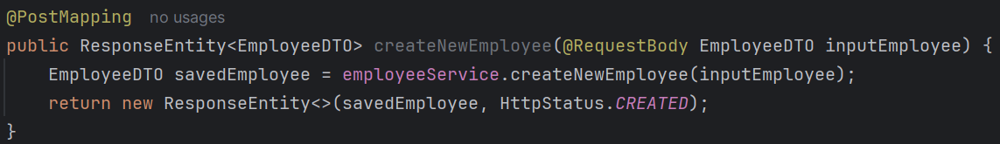 @PostMapping no usages
public ResponseEntity<EmployeeDTO> createNewEmployee(@RequestBody EmployeeDTO inputEmployee) {
    EmployeeDTO savedEmployee = employeeService.createNewEmployee(inputEmployee);
    return new ResponseEntity<>(savedEmployee, HttpStatus.CREATED);
}